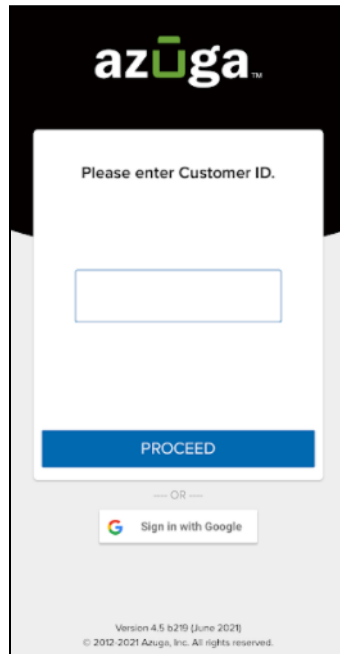 azūga™
Please enter Customer ID.
PROCEED
— OR —
G Sign in with Google
Version 4.5 b219 (June 2021)
© 2012-2021 Azuga, Inc. All rights reserved.